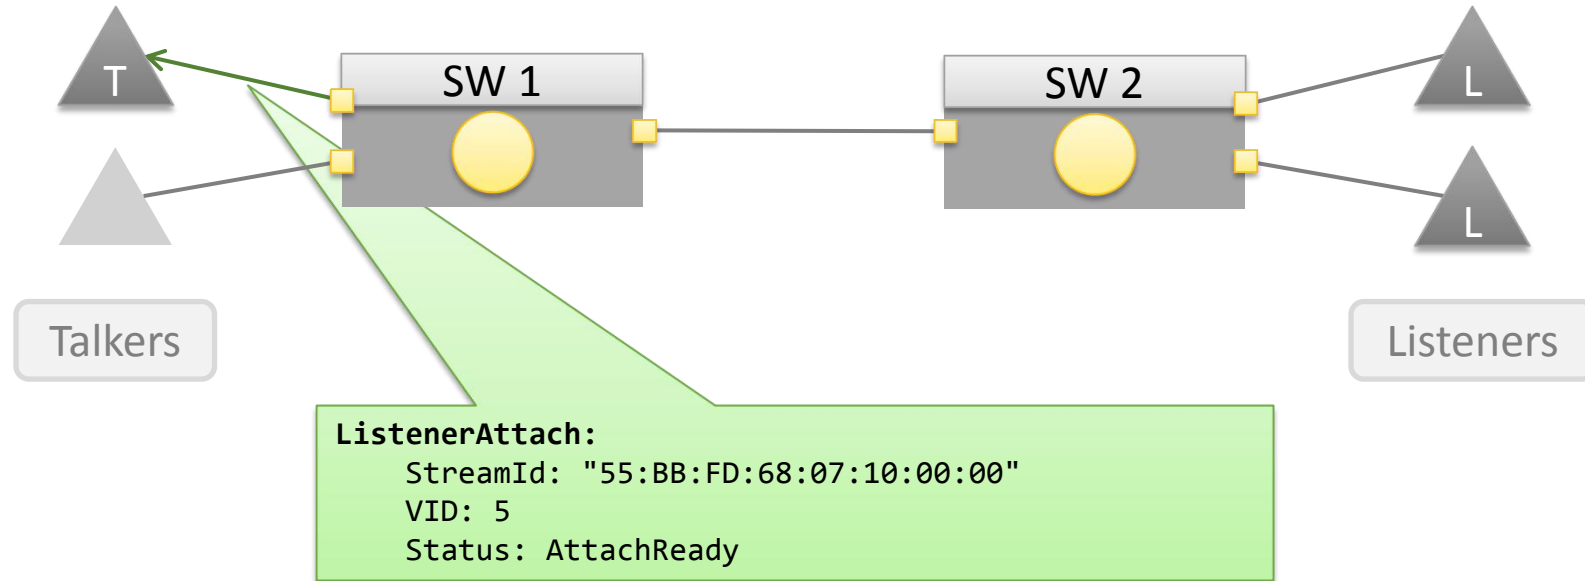 T
SW 1
SW 2
L
L
Talkers
Listeners
ListenerAttach:
StreamId: "55:BB:FD:68:07:10:00:00"
VID: 5
Status: AttachReady